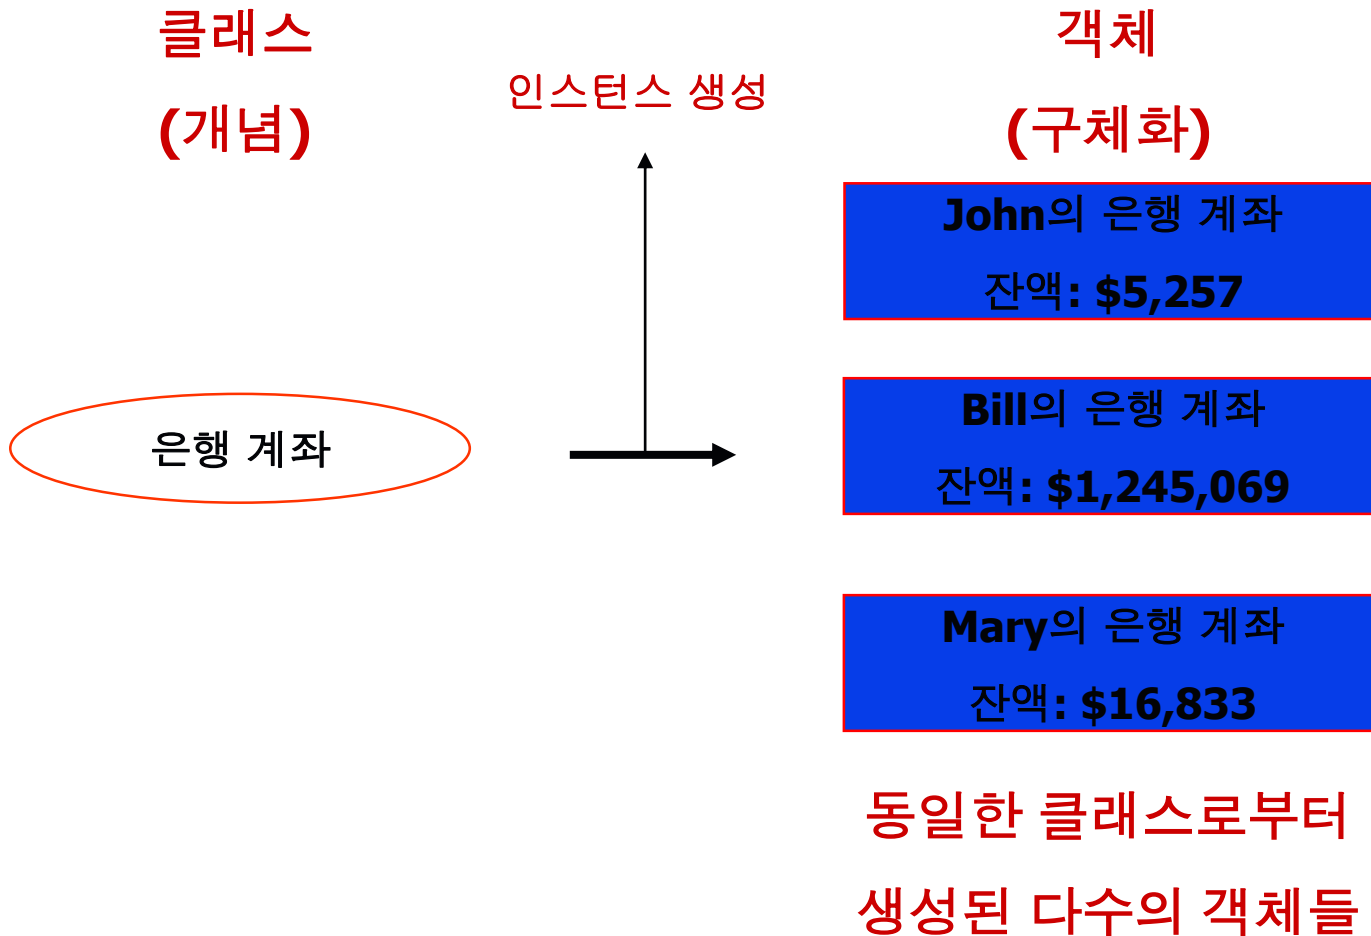 클래스
(개념)
인스턴스 생성
객체
(구체화)
John의 은행 계좌
잔액: $5,257
은행 계좌
Bill의 은행 계좌
잔액: $1,245,069
Mary의 은행 계좌
잔액: $16,833
동일한 클래스로부터
생성된 다수의 객체들